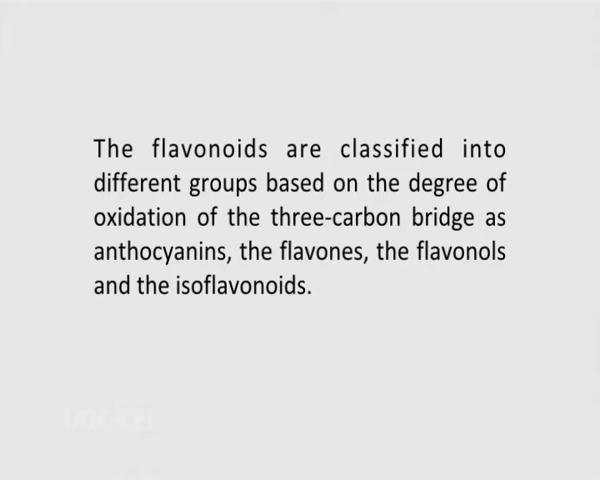 The flavonoids are classified into
different groups based on the degree of
oxidation of the three-carbon bridge as
anthocyanins, the flavones, the flavonols
and the isoflavonoids.